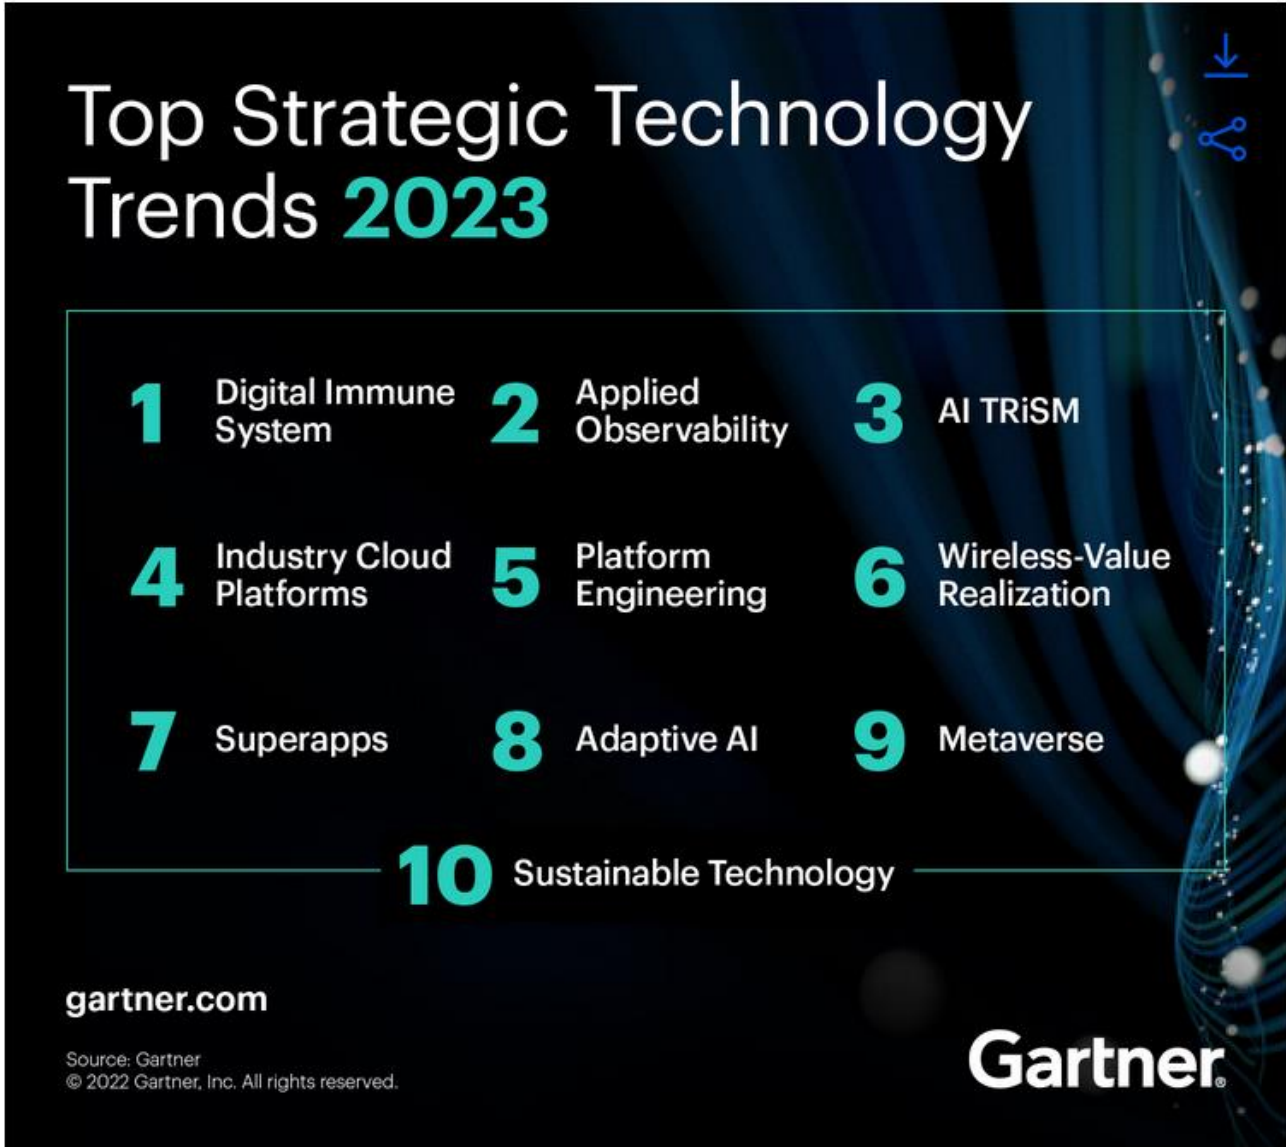 Top Strategic Technology
Trends 2023
1 Digital Immune
System
2 Applied
Observability
3 AI TRiSM
4 Industry Cloud
Platforms
5 Platform
Engineering
6 Wireless-Value
Realization
7 Superapps
8 Adaptive AI
9 Metaverse
10 Sustainable Technology
gartner.com
Source: Gartner
© 2022 Gartner, Inc. All rights reserved.
Gartner®